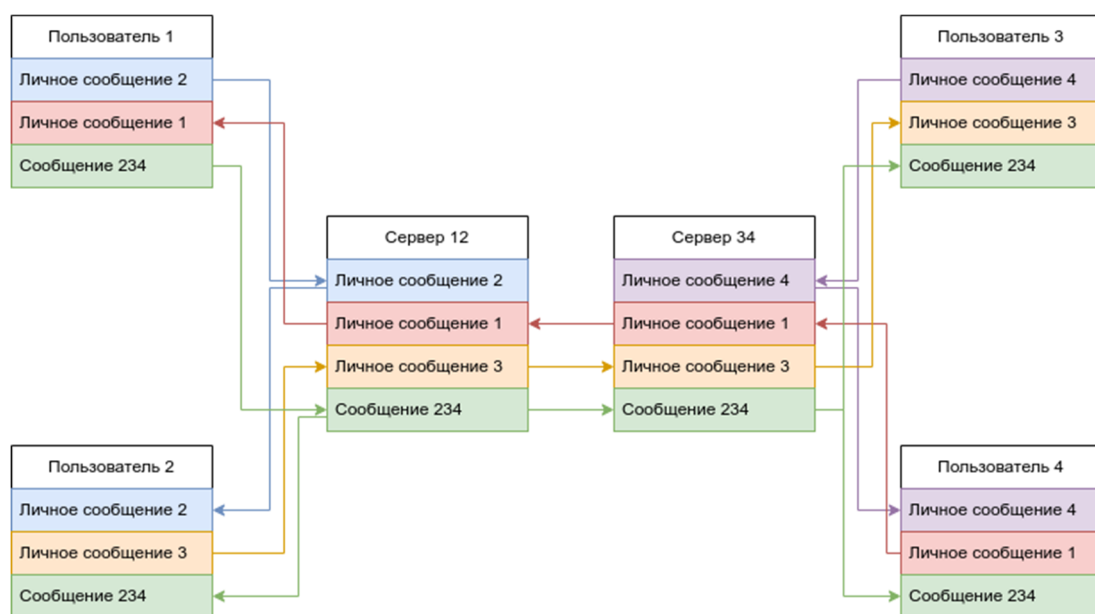 Пользователь 1
Личное сообщение 2
Личное сообщение 1
Сообщение 234
Пользователь 3
Личное сообщение 4
Личное сообщение 3
Сообщение 234
Сервер 12
Личное сообщение 2
Личное сообщение 1
Личное сообщение 3
Сообщение 234
Сервер 34
Личное сообщение 4
Личное сообщение 1
Личное сообщение 3
Сообщение 234
Пользователь 2
Личное сообщение 2
Личное сообщение 3
Сообщение 234
Пользователь 4
Личное сообщение 4
Личное сообщение 1
Сообщение 234